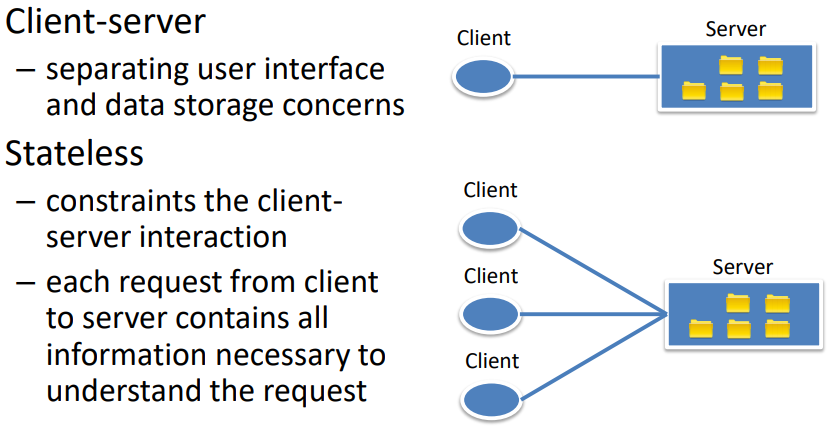 Client-server
– separating user interface
and data storage concerns
Stateless
– constraints the client-
server interaction
– each request from client
to server contains all
information necessary to
understand the request
Client
Server
Client
Client
Client
Server